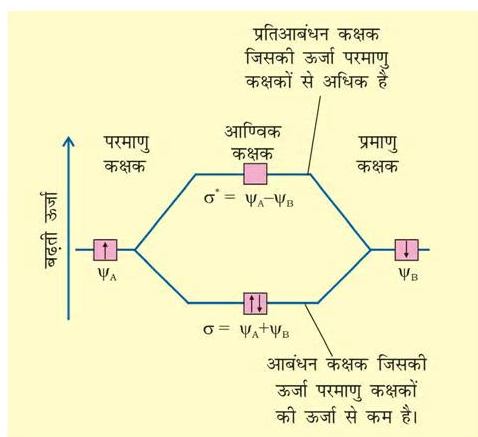 प्रतिआबंधन कक्षक
जिसकी ऊर्जा परमाणु
कक्षकों से अधिक है
आण्विक
कक्षक
परमाणु
कक्षक
प्रमाणु
कक्षक
σ* = ψA−ψB
बढ़ती ऊर्जा
↑
ψA
↓
ψB
↑↓
σ = ψA+ψB
आबंधन कक्षक जिसकी
ऊर्जा परमाणु कक्षकों
की ऊर्जा से कम है।